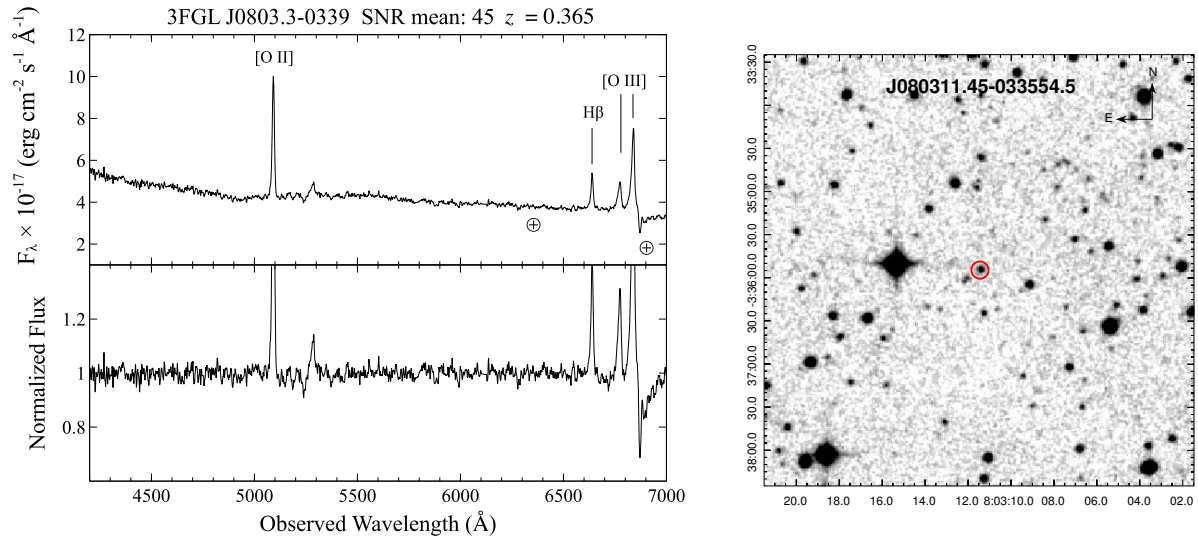 3FGL J0803.3-0339 SNR mean: 45 z = 0.365
12
10
8
6
4
2
Fλ × 10⁻¹⁷ (erg cm⁻² s⁻¹ Å⁻¹)
[O II]
Hβ
[O III]
1.2
1
0.8
Normalized Flux
4500 5000 5500 6000 6500 7000
Observed Wavelength (Å)
J080311.45-033554.5
N
E
33:30.0
30.0
35:00.0
30.0
-3:36:00.0
30.0
37:00.0
30.0
38:00.0
20.0 18.0 16.0 14.0 12.0 8:03:10.0 08.0 06.0 04.0 02.0